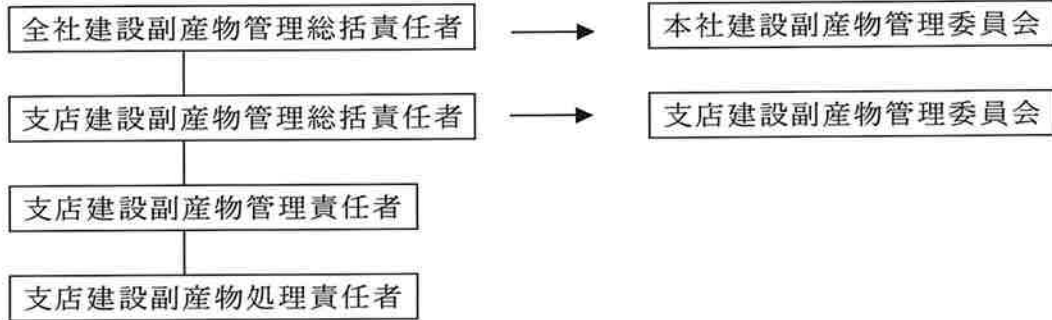 全社建設副産物管理総括責任者
本社建設副産物管理委員会
支店建設副産物管理総括責任者
支店建設副産物管理委員会
支店建設副産物管理責任者
支店建設副産物処理責任者